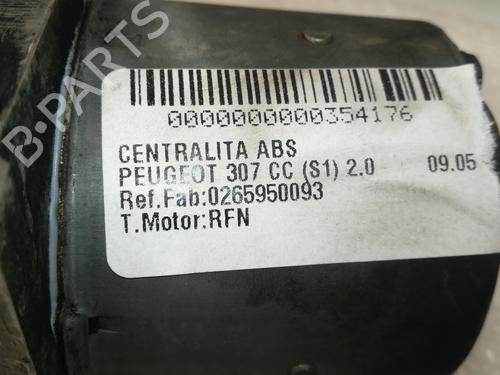 B-PARTS
0000000000354176
CENTRALITA ABS
PEUGEOT 307 CC (S1) 2.0 09.05
Ref.Fab:0265950093
T.Motor:RFN